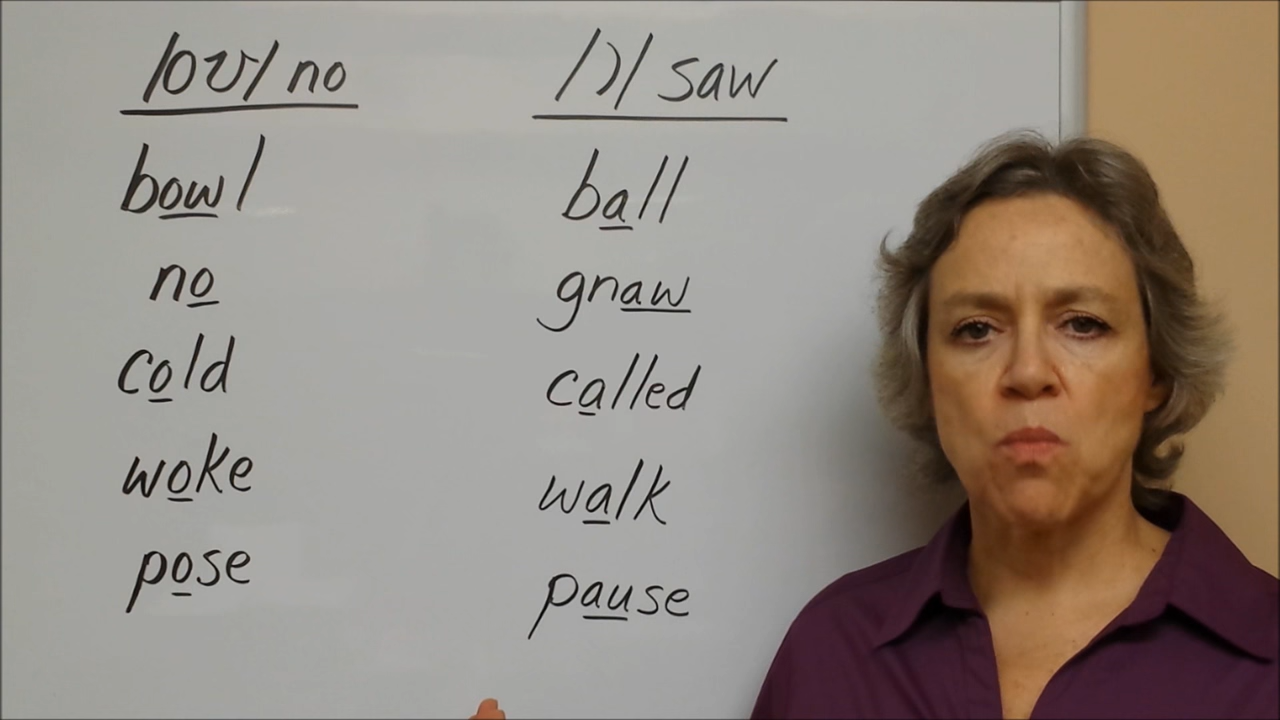 /oʊ/ no
bowl
no
cold
woke
pose
/ɔ/ saw
ball
gnaw
called
walk
pause